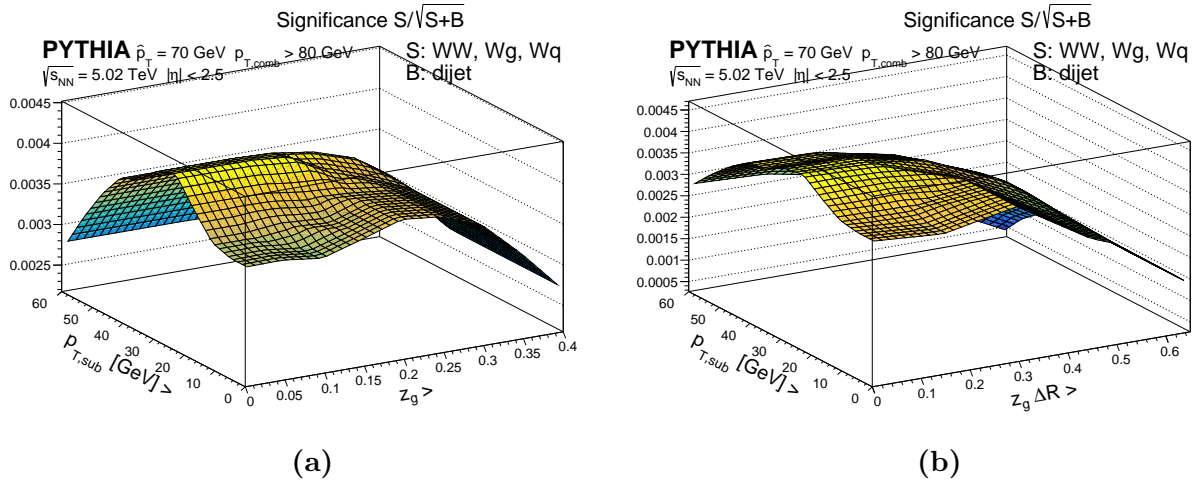 Significance S/√S+B
PYTHIA p̂T = 70 GeV pT,comb > 80 GeV
√sNN = 5.02 TeV |η| < 2.5
S: WW, Wg, Wq
B: dijet
0.0045
0.004
0.0035
0.003
0.0025
60
50
40
30
20
10
0
pT,sub [GeV] >
0
0.05
0.1
0.15
0.2
0.25
0.3
0.35
0.4
zg >
(a)
Significance S/√S+B
PYTHIA p̂T = 70 GeV pT,comb > 80 GeV
√sNN = 5.02 TeV |η| < 2.5
S: WW, Wg, Wq
B: dijet
0.0045
0.004
0.0035
0.003
0.0025
0.002
0.0015
0.001
0.0005
60
50
40
30
20
10
0
pT,sub [GeV] >
0
0.1
0.2
0.3
0.4
0.5
0.6
zg ΔR >
(b)